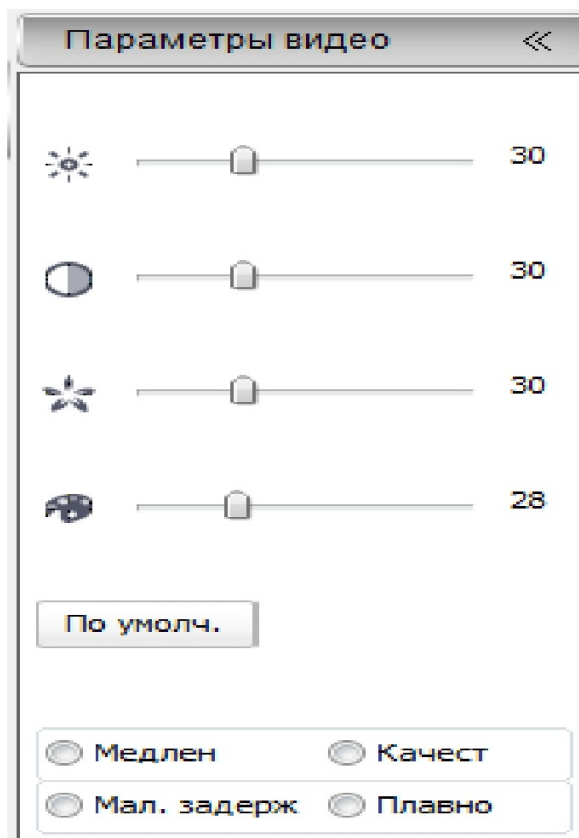 Параметры видео <<
30
30
30
28
По умолч.
Медлен Качест
Мал. задерж Плавно